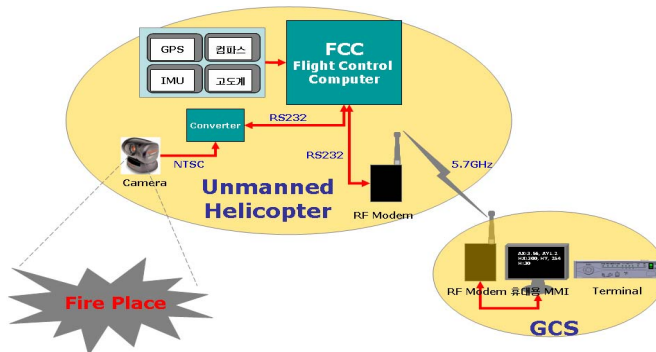 GPS
컴파스
IMU
고도계
FCC
Flight Control
Computer
Converter
RS232
RS232
NTSC
Camera
Unmanned
Helicopter
RF Modem
5.7GHz
Fire Place
RF Modem
휴대용 MMI
Terminal
GCS